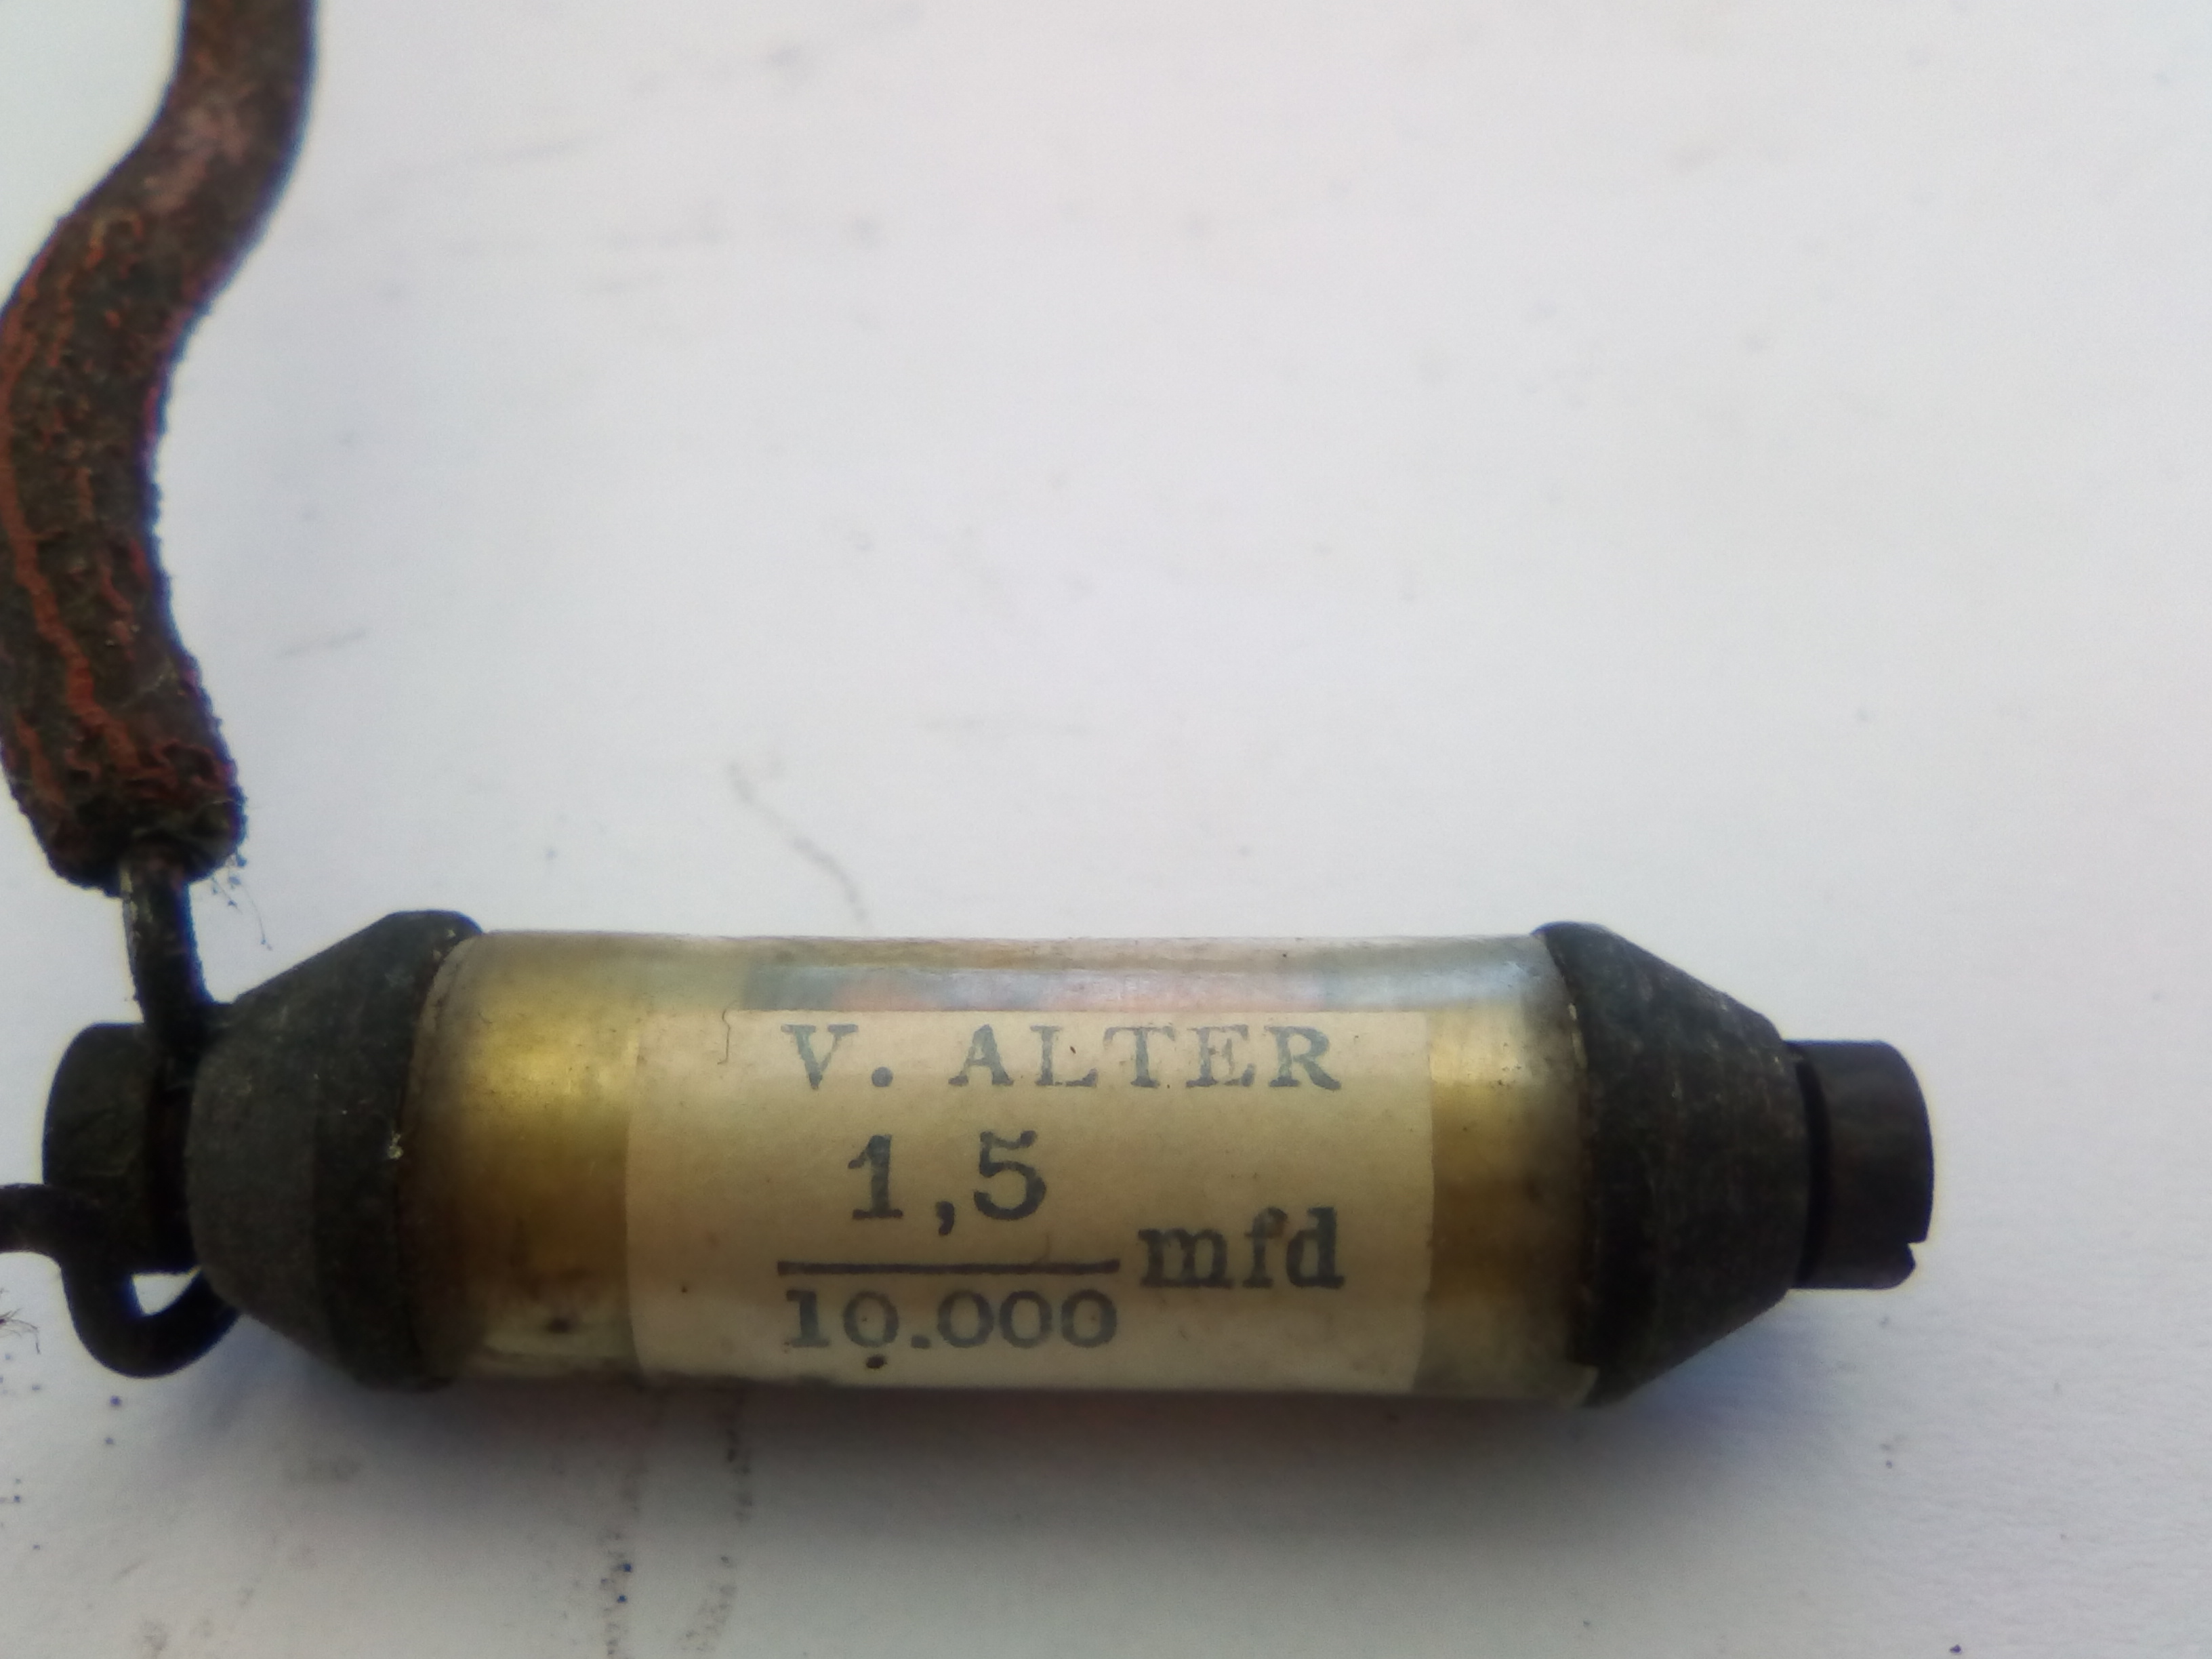 V. ALTER
1,5
mfd
10.000